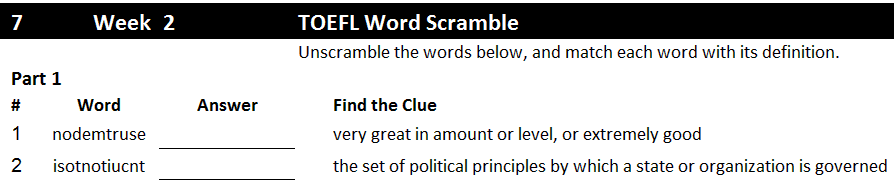 7 Week 2 TOEFL Word Scramble
Unscramble the words below, and match each word with its definition.
Part 1
# Word Answer Find the Clue
1 nodemtruse very great in amount or level, or extremely good
2 isotnotiucnt the set of political principles by which a state or organization is governed